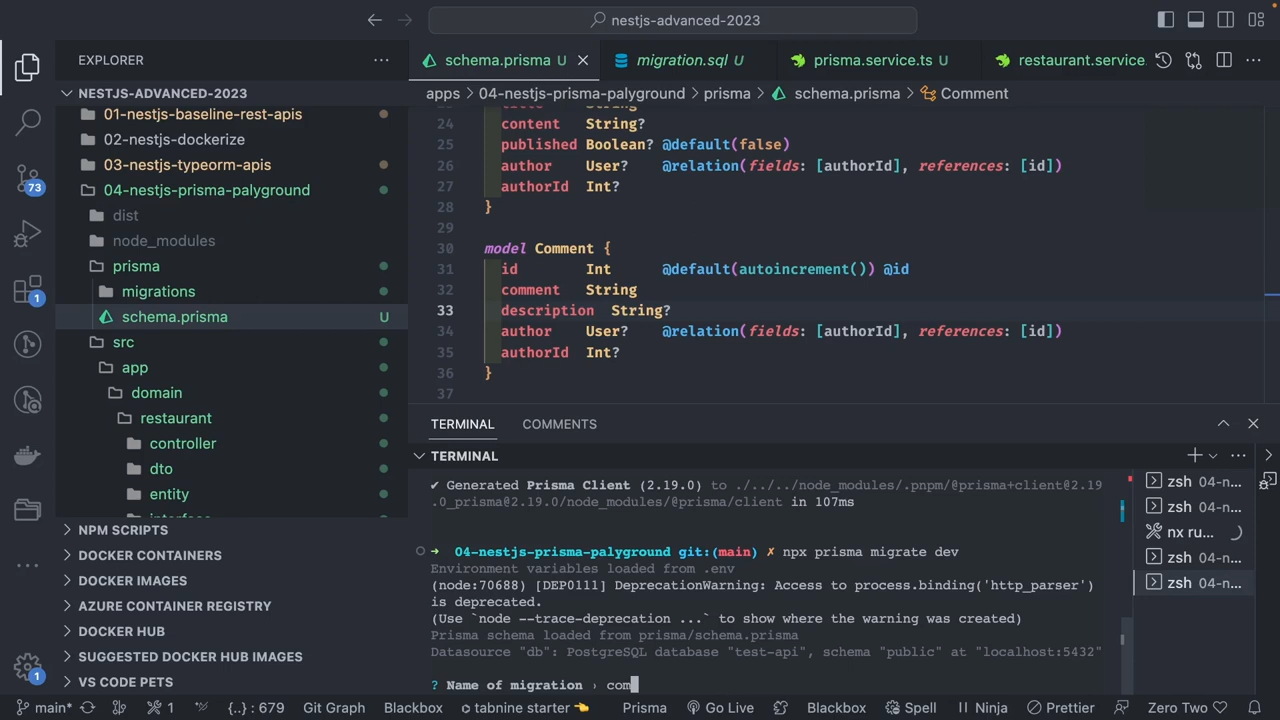 nestjs-advanced-2023
EXPLORER
schema.prisma U
migration.sql U
prisma.service.ts U
restaurant.service.
NESTJS-ADVANCED-2023
apps > 04-nestjs-prisma-palyground > prisma > schema.prisma > Comment
01-nestjs-baseline-rest-apis
02-nestjs-dockerize
03-nestjs-typeorm-apis
04-nestjs-prisma-palyground
dist
node_modules
prisma
migrations
schema.prisma U
src
app
domain
restaurant
controller
dto
entity
NPM SCRIPTS
DOCKER CONTAINERS
DOCKER IMAGES
AZURE CONTAINER REGISTRY
DOCKER HUB
SUGGESTED DOCKER HUB IMAGES
VS CODE PETS
73
1
1
24 content String?
25 published Boolean? @default(false)
26 author User? @relation(fields: [authorId], references: [id])
27 authorId Int?
28 }
29
30 model Comment {
31 id Int @default(autoincrement()) @id
32 comment String
33 description String?
34 author User? @relation(fields: [authorId], references: [id])
35 authorId Int?
36 }
37
TERMINAL COMMENTS
TERMINAL
✔ Generated Prisma Client (2.19.0) to ./../../node_modules/.pnpm/@prisma+client@2.19
.0_prisma@2.19.0/node_modules/@prisma/client in 107ms
➜ 04-nestjs-prisma-palyground git:(main) ✗ npx prisma migrate dev
Environment variables loaded from .env
(node:70688) [DEP0111] DeprecationWarning: Access to process.binding('http_parser')
is deprecated.
(Use `node --trace-deprecation ...` to show where the warning was created)
Prisma schema loaded from prisma/schema.prisma
Datasource "db": PostgreSQL database "test-api", schema "public" at "localhost:5432"
? Name of migration › com
zsh 04-n...
zsh 04-n...
nx ru...
zsh 04-n...
zsh 04-n...
main* 1 {..} : 679 Git Graph Blackbox tabnine starter Prisma Go Live Blackbox Spell Ninja Prettier Zero Two